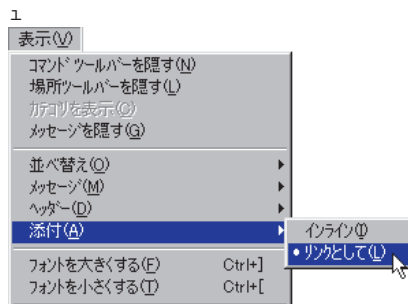 1
表示(V)
コマンド ツールバーを隠す(N)
場所ツールバーを隠す(L)
カテゴリを表示(C)
メッセージを隠す(G)
並べ替え(O)
メッセージ(M)
ヘッダー(D)
添付(A)
インライン(I)
リンクとして(L)
フォントを大きくする(F) Ctrl+]
フォントを小さくする(T) Ctrl+[